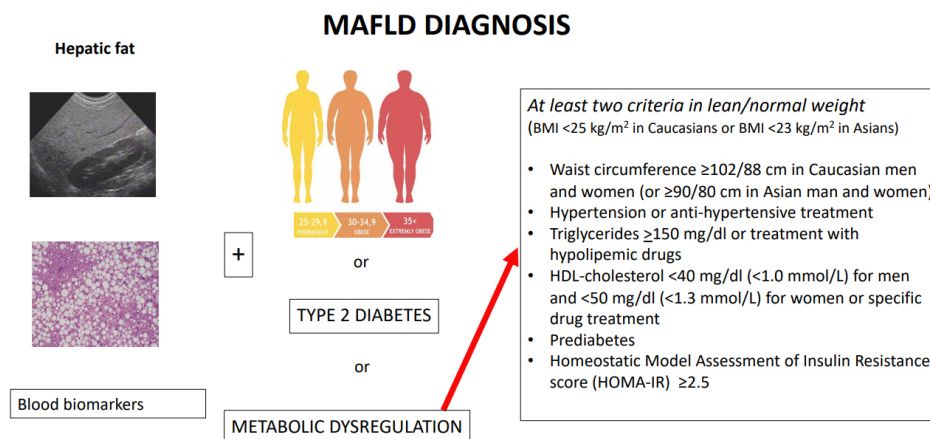 MAFLD DIAGNOSIS
Hepatic fat
Blood biomarkers
+
25-29,9
OVERWEIGHT
30-34,9
OBESE
35<
EXTREMLY OBESE
or
TYPE 2 DIABETES
or
METABOLIC DYSREGULATION
At least two criteria in lean/normal weight
(BMI <25 kg/m² in Caucasians or BMI <23 kg/m² in Asians)
• Waist circumference ≥102/88 cm in Caucasian men
and women (or ≥90/80 cm in Asian man and women)
• Hypertension or anti-hypertensive treatment
• Triglycerides ≥150 mg/dl or treatment with
hypolipemic drugs
• HDL-cholesterol <40 mg/dl (<1.0 mmol/L) for men
and <50 mg/dl (<1.3 mmol/L) for women or specific
drug treatment
• Prediabetes
• Homeostatic Model Assessment of Insulin Resistance
score (HOMA-IR) ≥2.5